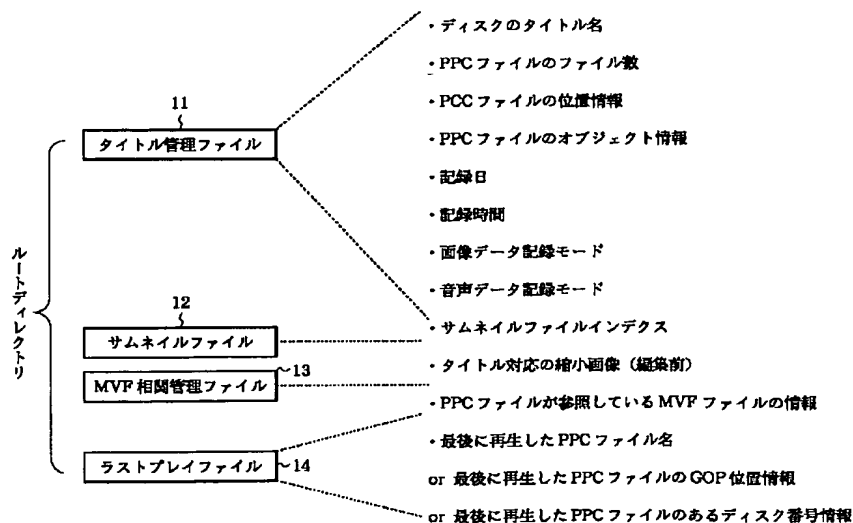 ルートディレクトリ
11
タイトル管理ファイル
12
サムネイルファイル
13
MVF相関管理ファイル
ラストプレイファイル
14
・ディスクのタイトル名
・PPCファイルのファイル数
・PCCファイルの位置情報
・PPCファイルのオブジェクト情報
・記録日
・記録時間
・画像データ記録モード
・音声データ記録モード
・サムネイルファイルインデクス
・タイトル対応の縮小画像（編集前）
・PPCファイルが参照しているMVFファイルの情報
・最後に再生したPPCファイル名
or 最後に再生したPPCファイルのGOP位置情報
or 最後に再生したPPCファイルのあるディスク番号情報